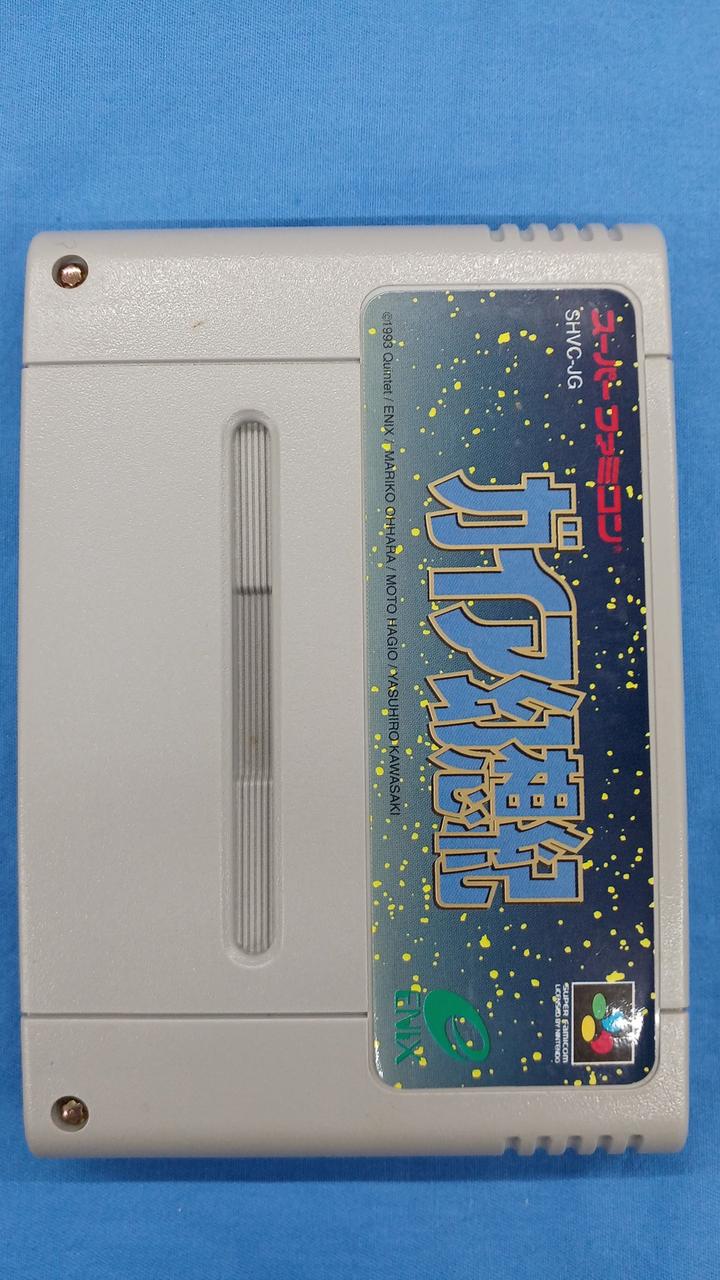 スーパーファミコン®
SHVC-JG
ガイア幻想紀
©1993 Quintet / ENIX / MARIKO OHHARA / MOTO HAGIO / YASUHIRO KAWASAKI
SUPER FAMICOM
LICENSED BY NINTENDO
ENIX